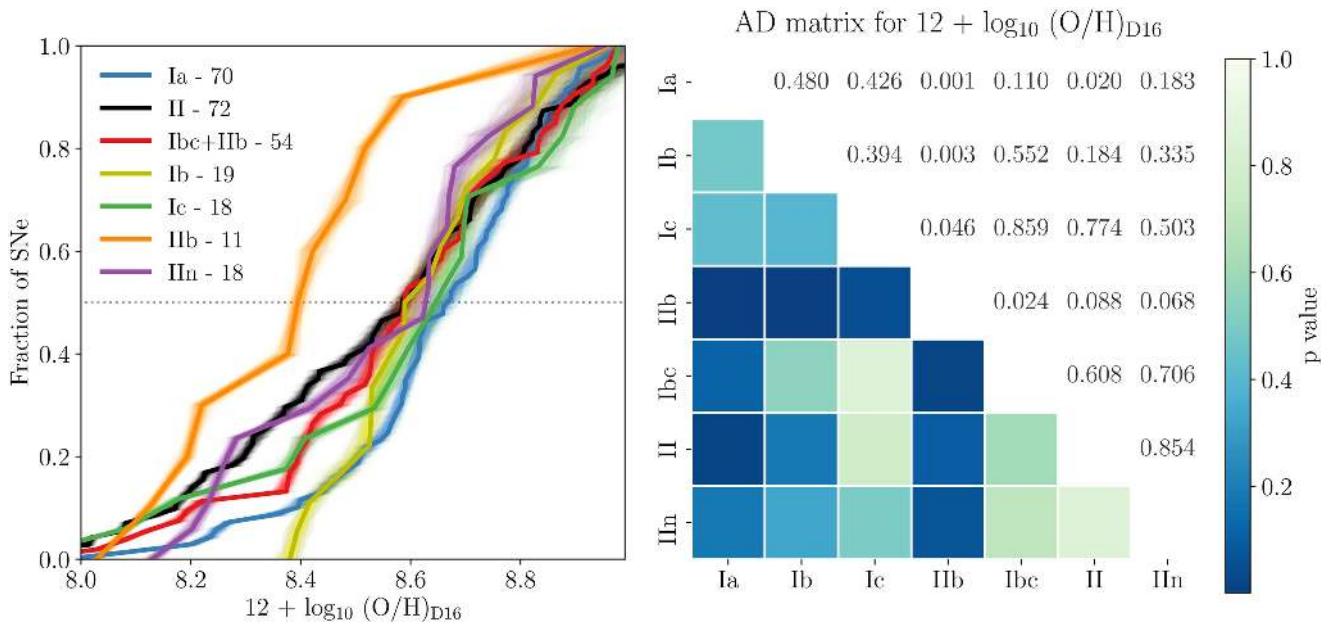 1.0
0.8
0.6
0.4
0.2
0.0
Fraction of SNe
Ia - 70
II - 72
Ibc+IIb - 54
Ib - 19
Ic - 18
IIb - 11
IIn - 18
8.0 8.2 8.4 8.6 8.8
12 + log₁₀ (O/H)D16
AD matrix for 12 + log₁₀ (O/H)D16
Ia 0.480 0.426 0.001 0.110 0.020 0.183
Ib 0.394 0.003 0.552 0.184 0.335
Ic 0.046 0.859 0.774 0.503
IIb 0.024 0.088 0.068
Ibc 0.608 0.706
II 0.854
IIn
Ia Ib Ic IIb Ibc II IIn
1.0
0.8
0.6
0.4
0.2
p value